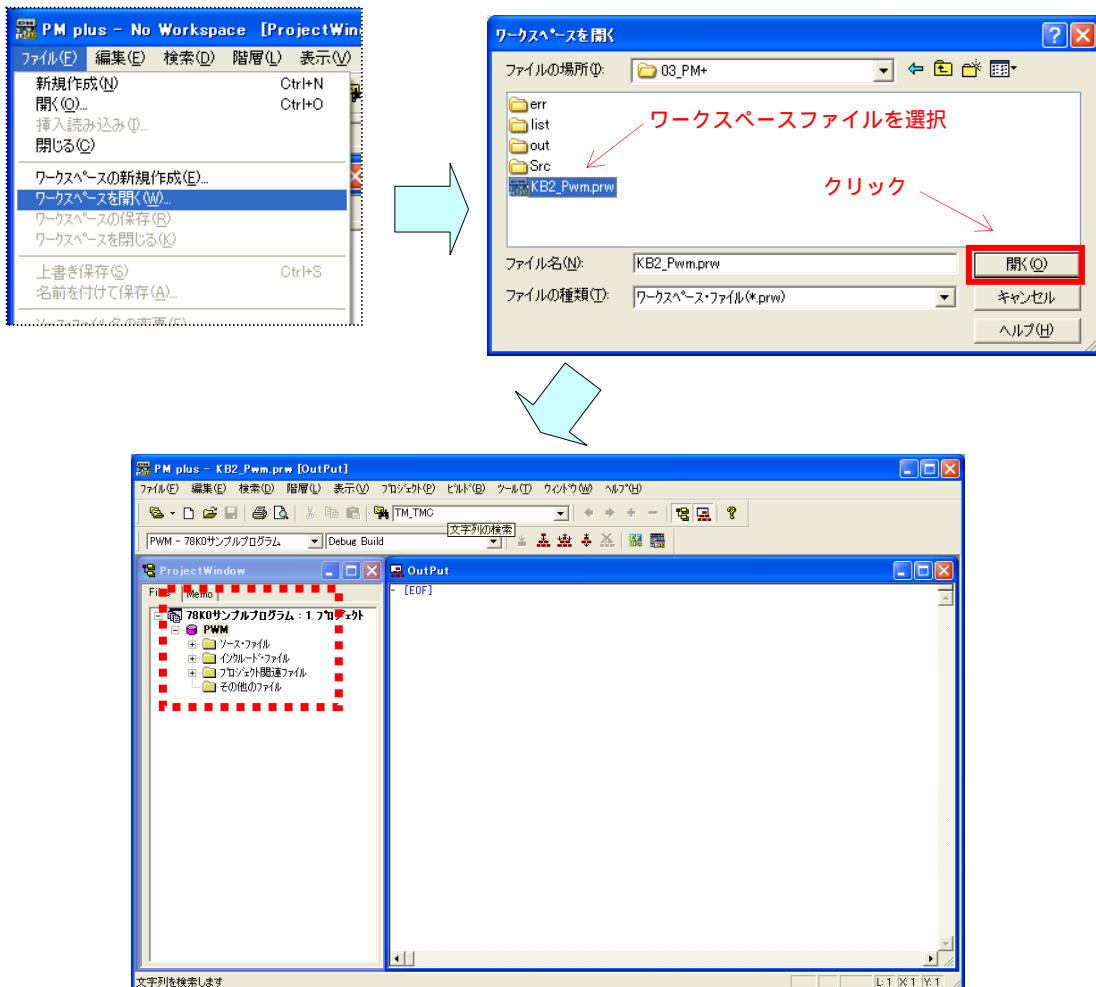 PM plus - No Workspace [ProjectWin
ファイル(F) 編集(E) 検索(D) 階層(L) 表示(V)
新規作成(N) Ctrl+N
開く(O)... Ctrl+O
挿入読み込み(I)...
閉じる(C)
ワークスペースの新規作成(E)...
ワークスペースを開く(W)...
ワークスペースの保存(R)
ワークスペースを閉じる(K)
上書き保存(S) Ctrl+S
名前を付けて保存(A)...
ソース・ファイル名の変更(F)
ワークスペースを開く
ファイルの場所(I): 03_PM+
err
list
out
Src
KB2_Pwm.prw
ワークスペースファイルを選択
クリック
ファイル名(N): KB2_Pwm.prw 開く(O)
ファイルの種類(T): ワークスペース・ファイル(*.prw) キャンセル
ヘルプ(H)
PM plus - KB2_Pwm.prw [OutPut]
ファイル(F) 編集(E) 検索(D) 階層(L) 表示(V) プロジェクト(P) ビルド(B) ツール(T) ウィンドウ(W) ヘルプ(H)
TM_TMC
文字列の検索
PWM - 78K0サンプルプログラム Debug Build
ProjectWindow
Files Memo
78K0サンプルプログラム : 1 プロジェクト
PWM
ソース・ファイル
インクルード・ファイル
プロジェクト関連ファイル
その他のファイル
OutPut
- [EOF]
文字列を検索します L:1 X:1 Y:1